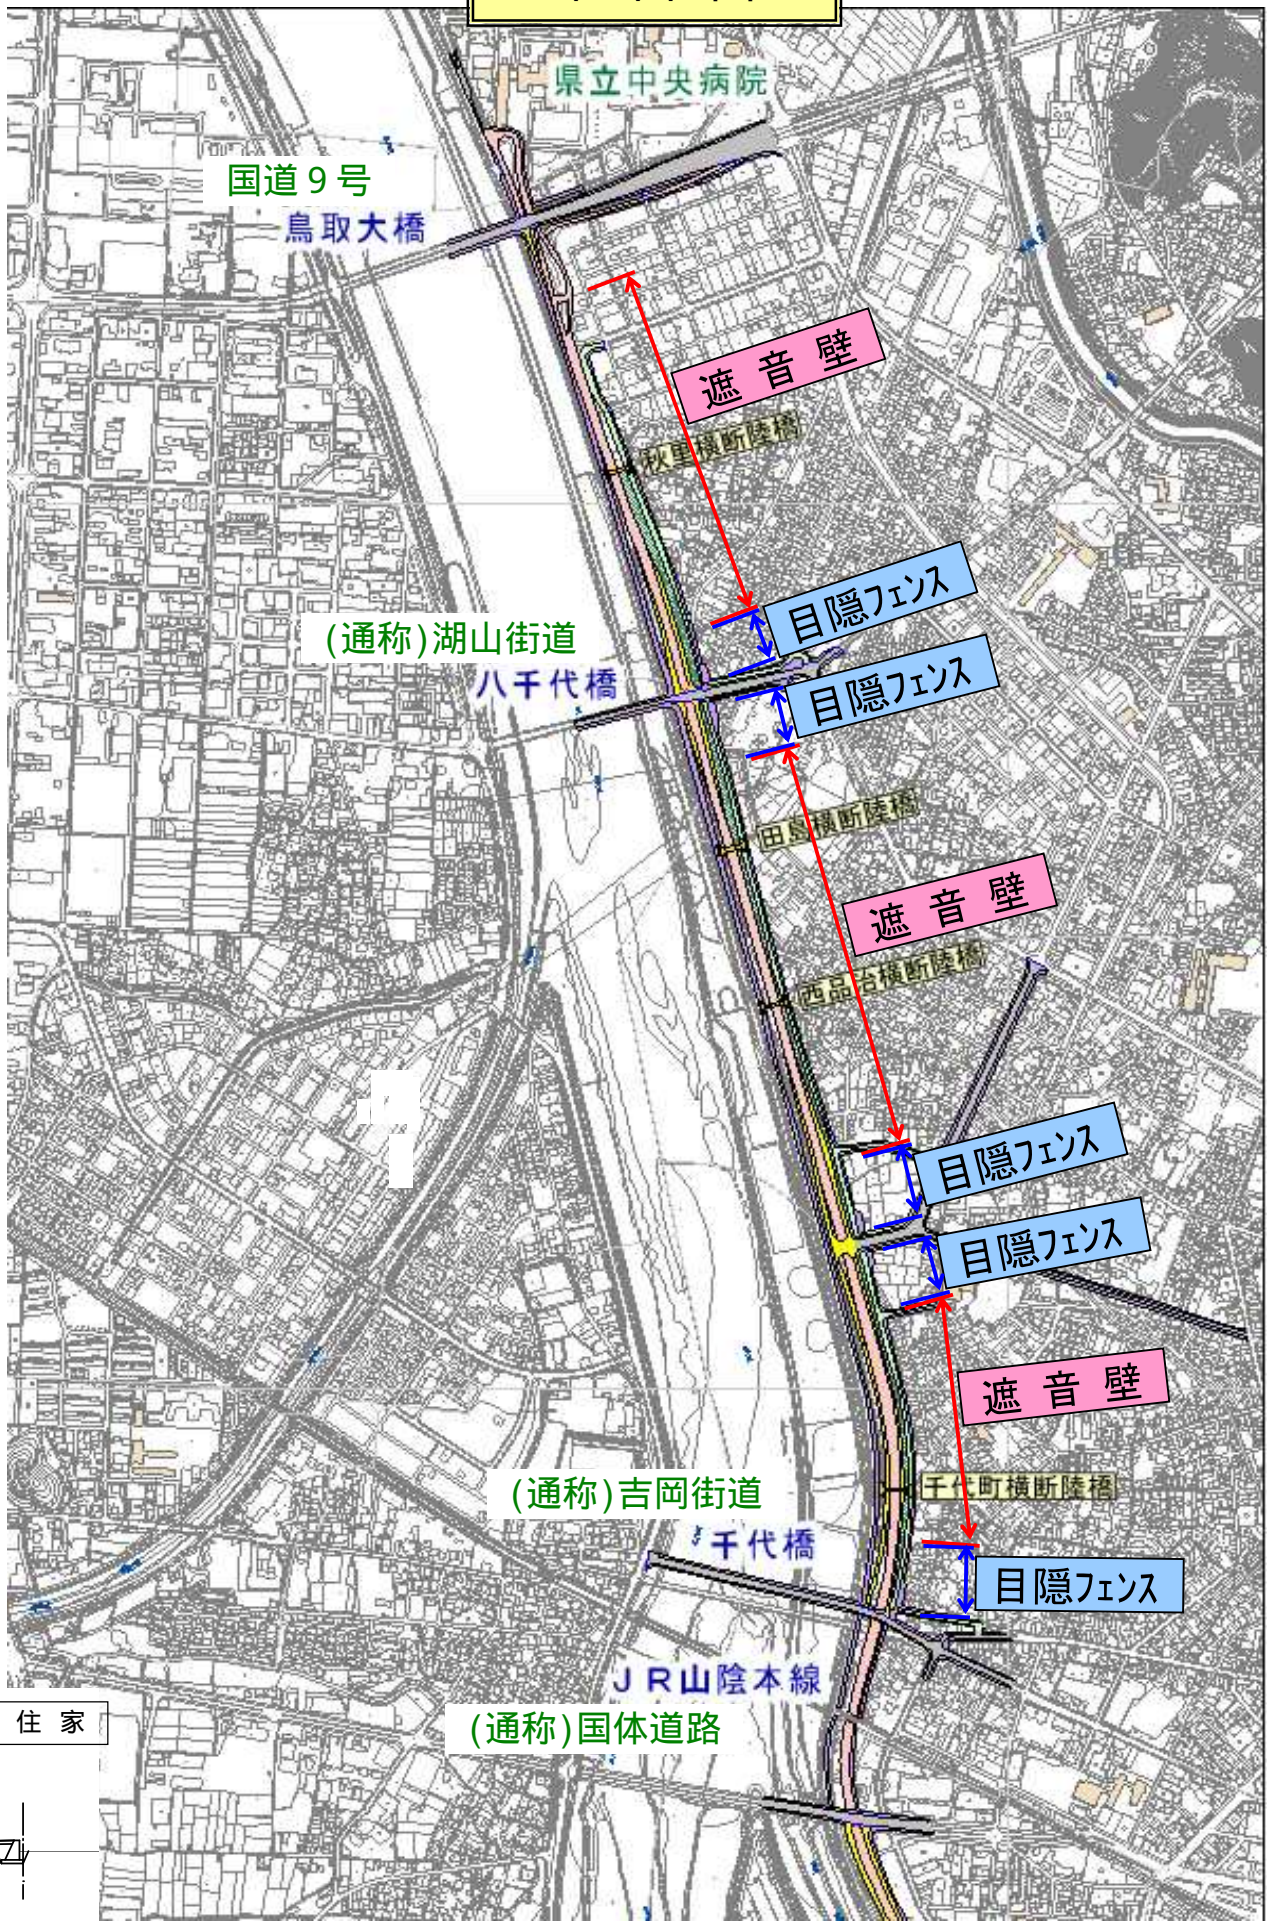 県立中央病院
国道9号
鳥取大橋
遮音壁
秋里横断陸橋
目隠フェンス
(通称)湖山街道
目隠フェンス
八千代橋
田島横断陸橋
遮音壁
西品治横断陸橋
目隠フェンス
目隠フェンス
遮音壁
千代町横断陸橋
(通称)吉岡街道
千代橋
目隠フェンス
JR山陰本線
住家
(通称)国体道路